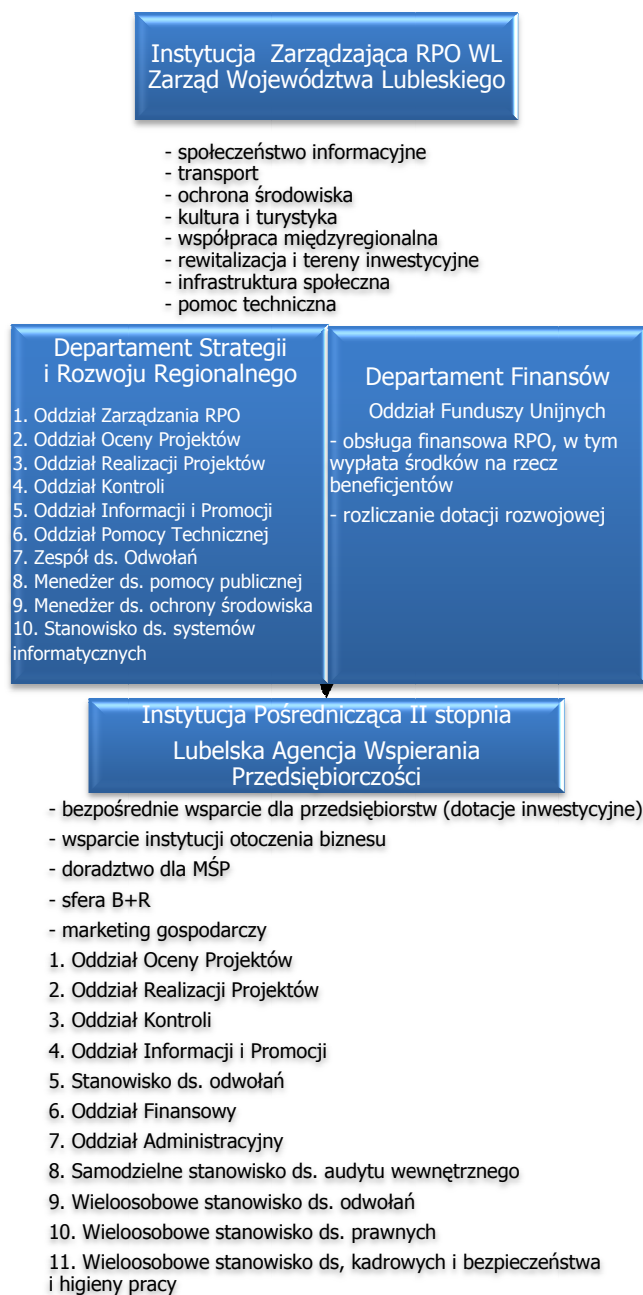 Instytucja Zarządzająca RPO WL
Zarząd Województwa Lubleskiego
- społeczeństwo informacyjne
- transport
- ochrona środowiska
- kultura i turystyka
- współpraca międzyregionalna
- rewitalizacja i tereny inwestycyjne
- infrastruktura społeczna
- pomoc techniczna
Departament Strategii
i Rozwoju Regionalnego
1. Oddział Zarządzania RPO
2. Oddział Oceny Projektów
3. Oddział Realizacji Projektów
4. Oddział Kontroli
5. Oddział Informacji i Promocji
6. Oddział Pomocy Technicznej
7. Zespół ds. Odwołań
8. Menedżer ds. pomocy publicznej
9. Menedżer ds. ochrony środowiska
10. Stanowisko ds. systemów
informatycznych
Departament Finansów
Oddział Funduszy Unijnych
- obsługa finansowa RPO, w tym
wypłata środków na rzecz
beneficjentów
- rozliczanie dotacji rozwojowej
Instytucja Pośrednicząca II stopnia
Lubelska Agencja Wspierania
Przedsiębiorczości
- bezpośrednie wsparcie dla przedsiębiorstw (dotacje inwestycyjne)
- wsparcie instytucji otoczenia biznesu
- doradztwo dla MŚP
- sfera B+R
- marketing gospodarczy
1. Oddział Oceny Projektów
2. Oddział Realizacji Projektów
3. Oddział Kontroli
4. Oddział Informacji i Promocji
5. Stanowisko ds. odwołań
6. Oddział Finansowy
7. Oddział Administracyjny
8. Samodzielne stanowisko ds. audytu wewnętrznego
9. Wieloosobowe stanowisko ds. odwołań
10. Wieloosobowe stanowisko ds. prawnych
11. Wieloosobowe stanowisko ds, kadrowych i bezpieczeństwa
i higieny pracy